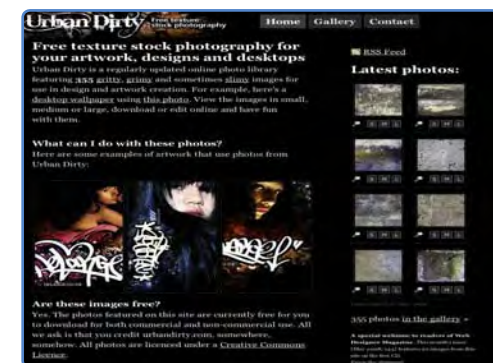 Urban Dirty Free texture
stock photography
Home Gallery Contact
Free texture stock photography for
your artwork, designs and desktops
Urban Dirty is a regularly updated online photo library
featuring 355 gritty, grimy and sometimes slimy images for
use in design and artwork creation. For example, here's a
desktop wallpaper using this photo. View the images in small,
medium or large, download or edit online and have fun
with them.
What can I do with these photos?
Here are some examples of artwork that use photos from
Urban Dirty:
Are these images free?
Yes. The photos featured on this site are currently free for you
to download for both commercial and non-commercial use. All
we ask is that you credit urbandirty.com, somewhere,
somehow. All photos are licenced under a Creative Commons
Licence.
RSS Feed
Latest photos:
S M L S M L
S M L S M L
S M L S M L
S M L S M L
355 photos in the gallery »
A special welcome to readers of Web
Designer Magazine.